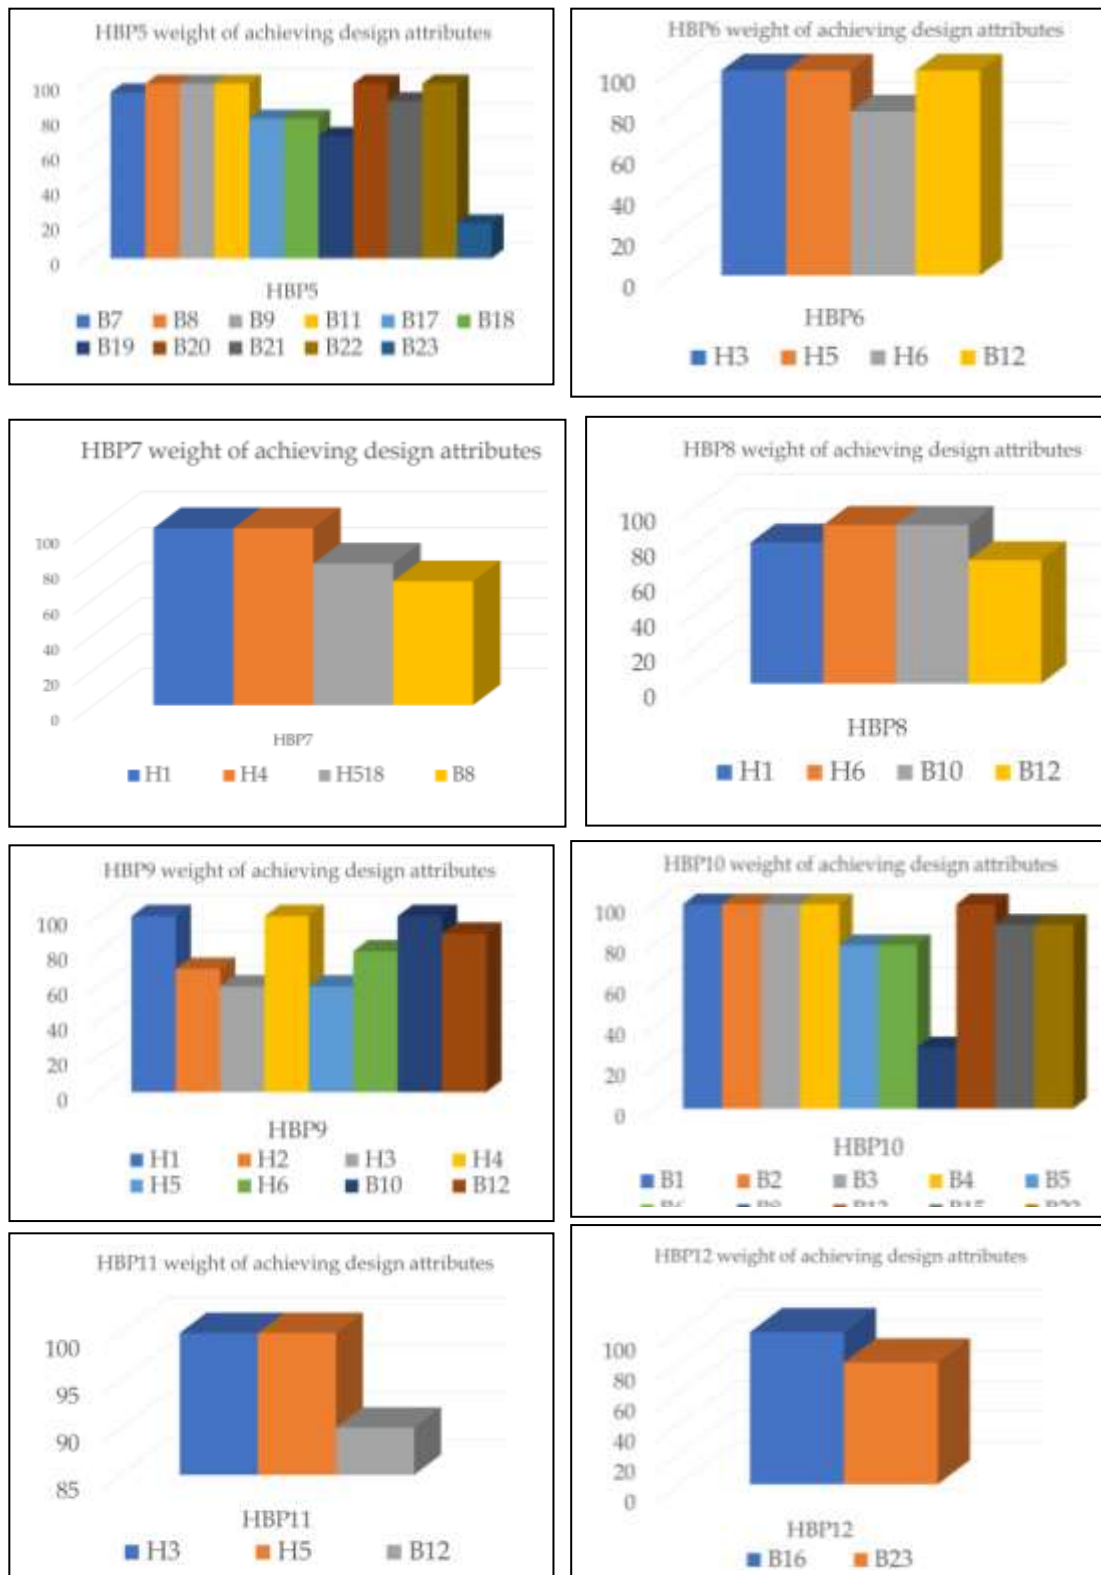 HBP5 weight of achieving design attributes
100
80
60
40
20
0
HBP5
B7 B8 B9 B11 B17 B18
B19 B20 B21 B22 B23
HBP6 weight of achieving design attributes
100
80
60
40
20
0
HBP6
H3 H5 H6 B12
HBP7 weight of achieving design attributes
100
80
60
40
20
0
HBP7
H1 H4 H518 B8
HBP8 weight of achieving design attributes
100
80
60
40
20
0
HBP8
H1 H6 B10 B12
HBP9 weight of achieving design attributes
100
80
60
40
20
0
HBP9
H1 H2 H3 H4
H5 H6 B10 B12
HBP10 weight of achieving design attributes
100
80
60
40
20
0
HBP10
B1 B2 B3 B4 B5
HBP11 weight of achieving design attributes
100
95
90
85
HBP11
H3 H5 B12
HBP12 weight of achieving design attributes
100
80
60
40
20
0
HBP12
B16 B23